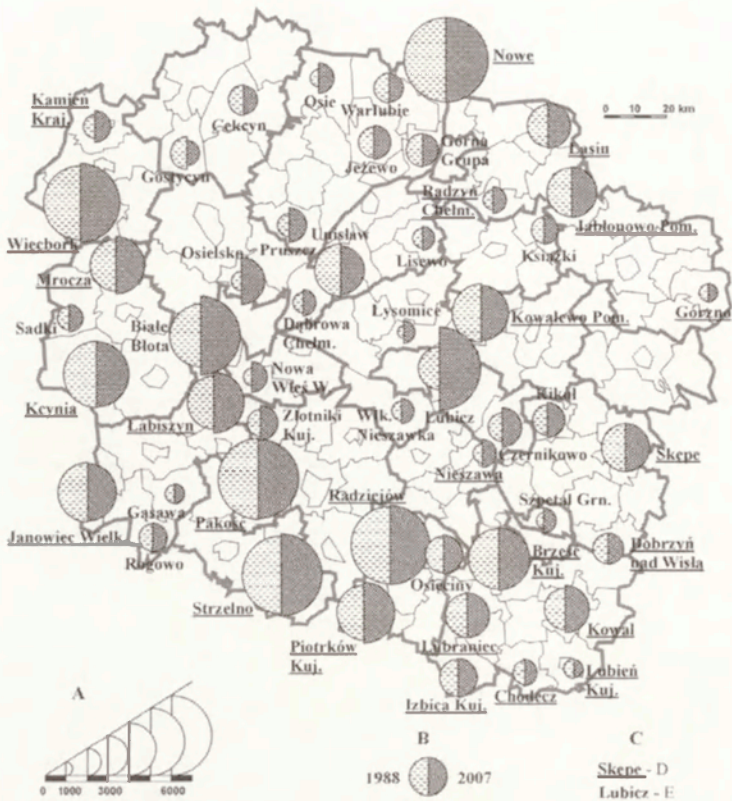 Nowe
Kamień
Kraj.
Osie
Warlubie
0 10 20 km
Cekcyn
Gostycyn
Jeżewo
Górna
Grupa
Łasin
Radzyń
Chełm.
Jabłonowo Pom.
Więcbork
Pruszcz
Unisław
Osielsko
Lisewo
Książki
Mrocza
Górzno
Sadki
Białe
Błota
Dąbrowa
Chełm.
Łysomice
Kowalewo Pom.
Nowa
Wieś W.
Kcynia
Łabiszyn
Złotniki
Kuj.
Wlk.
Nieszawka
Lubicz
Kikół
Czernikowo
Skępe
Nieszawa
Radziejów
Szpetal Grn.
Gąsawa
Pakość
Janowiec Wielk.
Rogowo
Brześć
Kuj.
Dobrzyń
nad Wisłą
Osięciny
Strzelno
Piotrków
Kuj.
Lubraniec
Kowal
Izbica Kuj.
Chodecz
Lubień
Kuj.
A
0 1000 3000 6000
B
1988 2007
C
Skępe - D
Lubicz - E